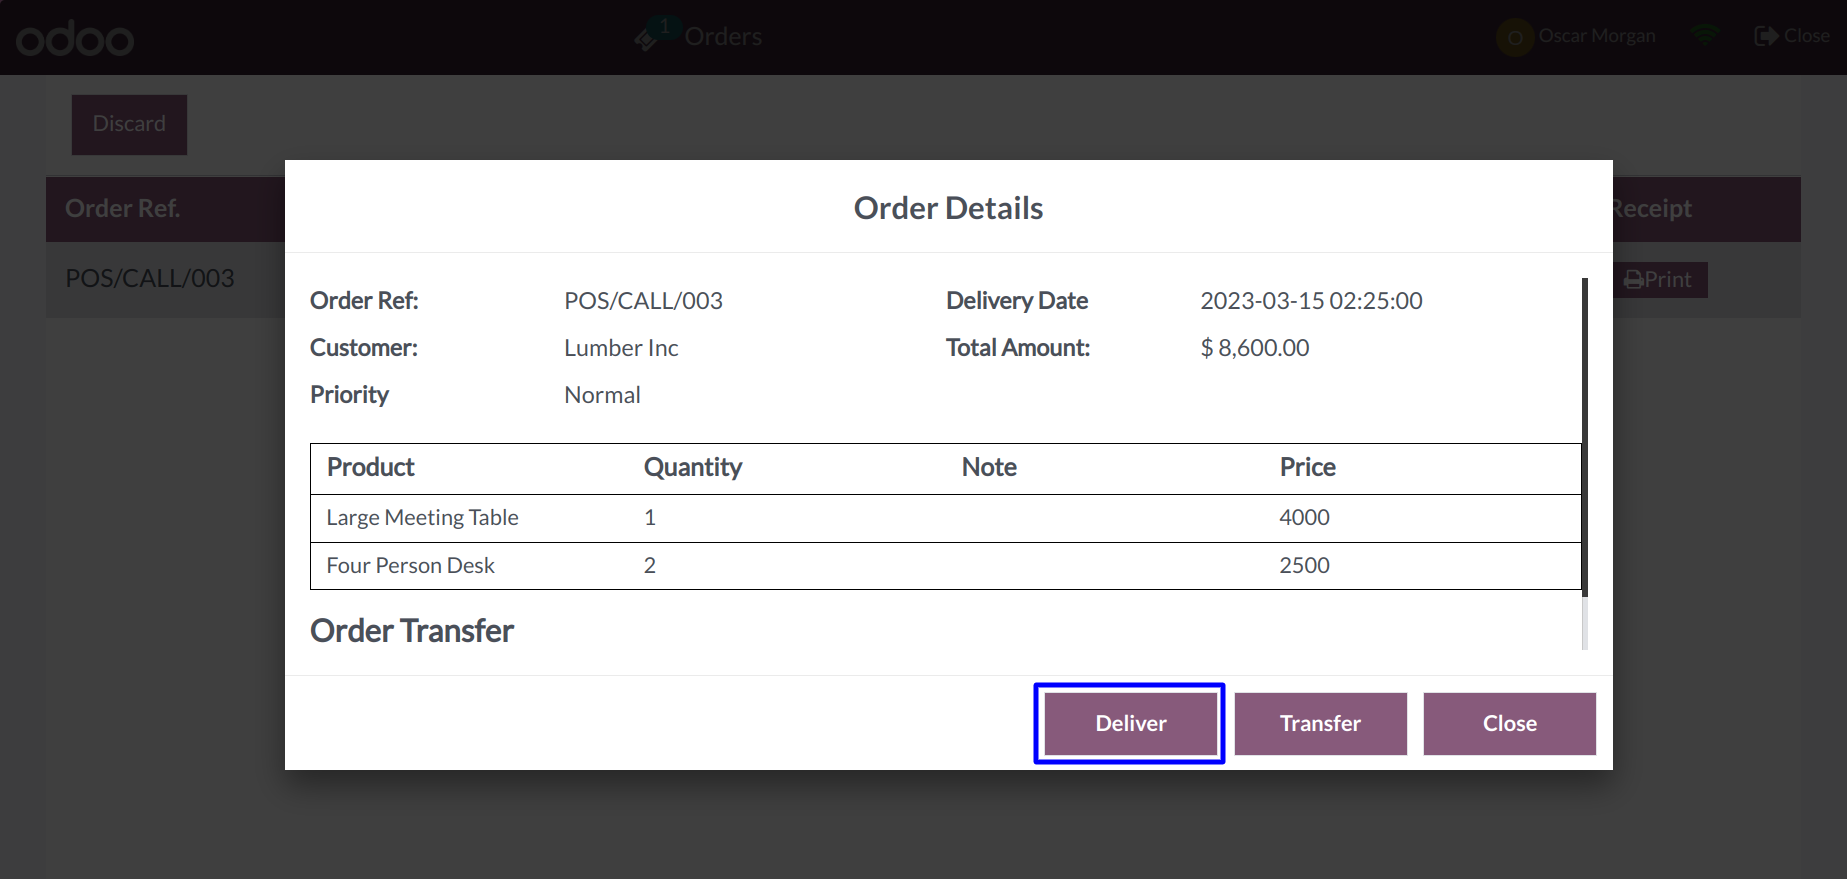 odoo
1 Orders
O Oscar Morgan
Close
Discard
Order Ref.
Receipt
POS/CALL/003
Print
Order Details
Order Ref: POS/CALL/003 Delivery Date 2023-03-15 02:25:00
Customer: Lumber Inc Total Amount: $ 8,600.00
Priority Normal
Product Quantity Note Price
Large Meeting Table 1 4000
Four Person Desk 2 2500
Order Transfer
Deliver Transfer Close